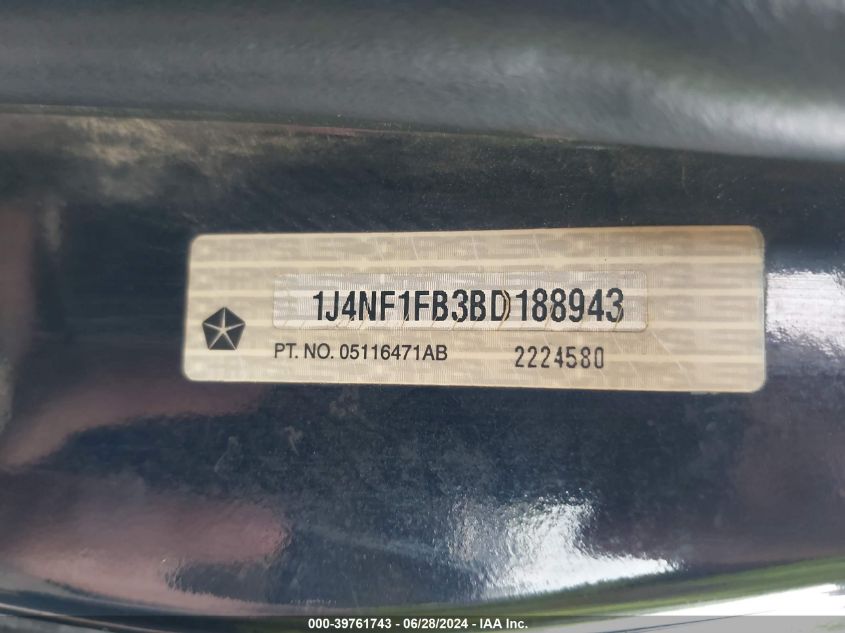 1J4NF1FB3BD188943
PT. NO. 05116471AB 2224580
000-39761743 / 06/28/2024 - IAA Inc.